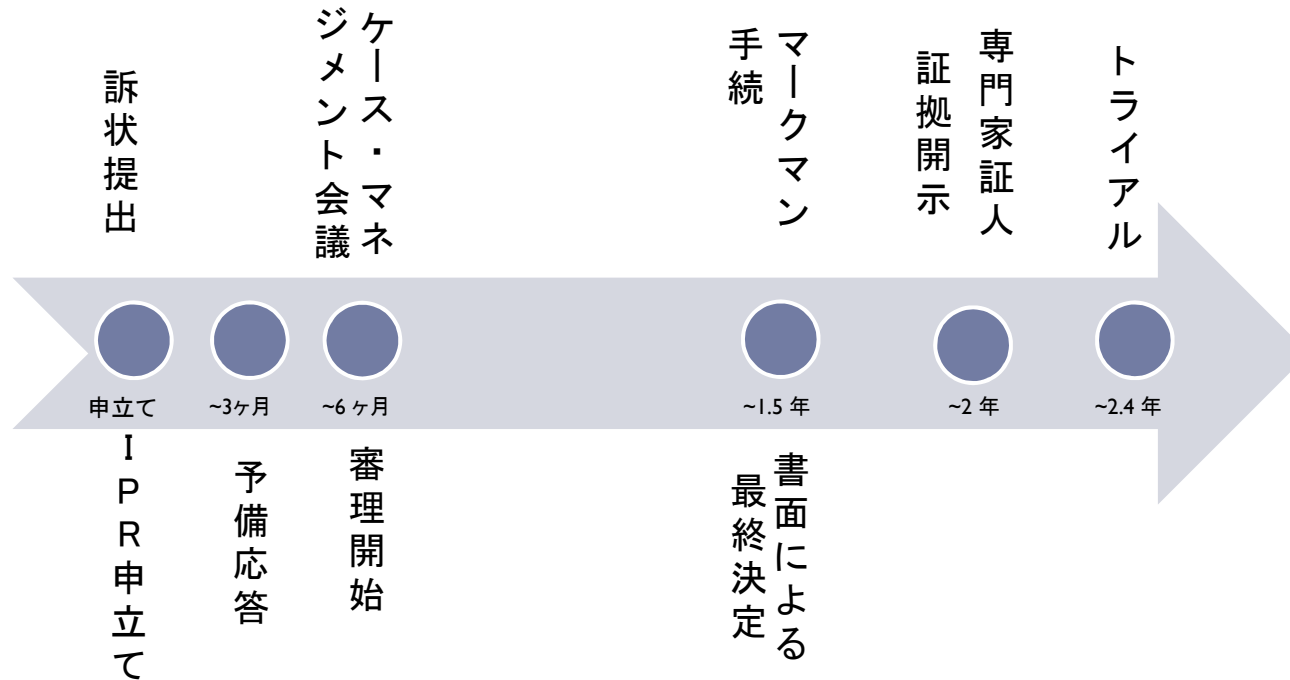 訴状提出
ケース・マネ
ジメント会議
マークマン
手続
専門家証人
証拠開示
トライアル
申立て
~3ヶ月
~6 ヶ月
~1.5 年
~2 年
~2.4 年
IPR申立て
予備応答
審理開始
書面による
最終決定